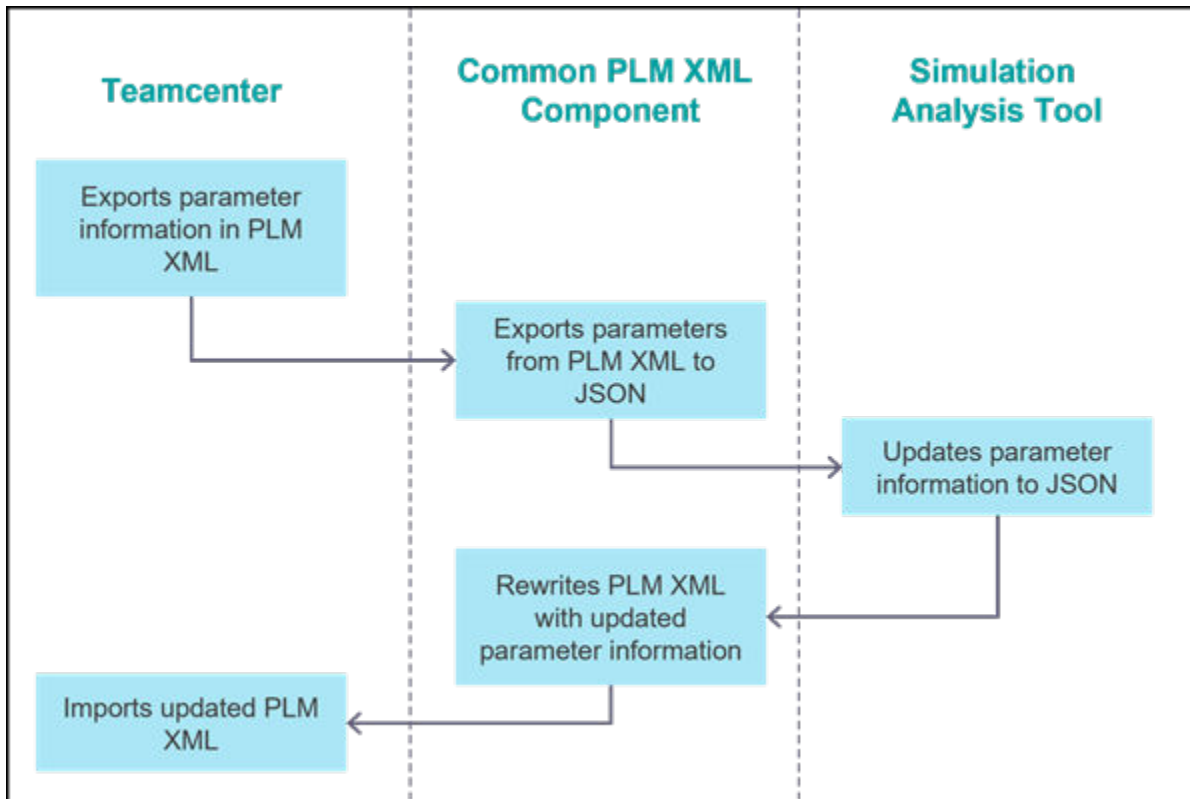 Teamcenter
Common PLM XML
Component
Simulation
Analysis Tool
Exports parameter
information in PLM
XML
Exports parameters
from PLM XML to
JSON
Updates parameter
information to JSON
Rewrites PLM XML
with updated
parameter information
Imports updated PLM
XML